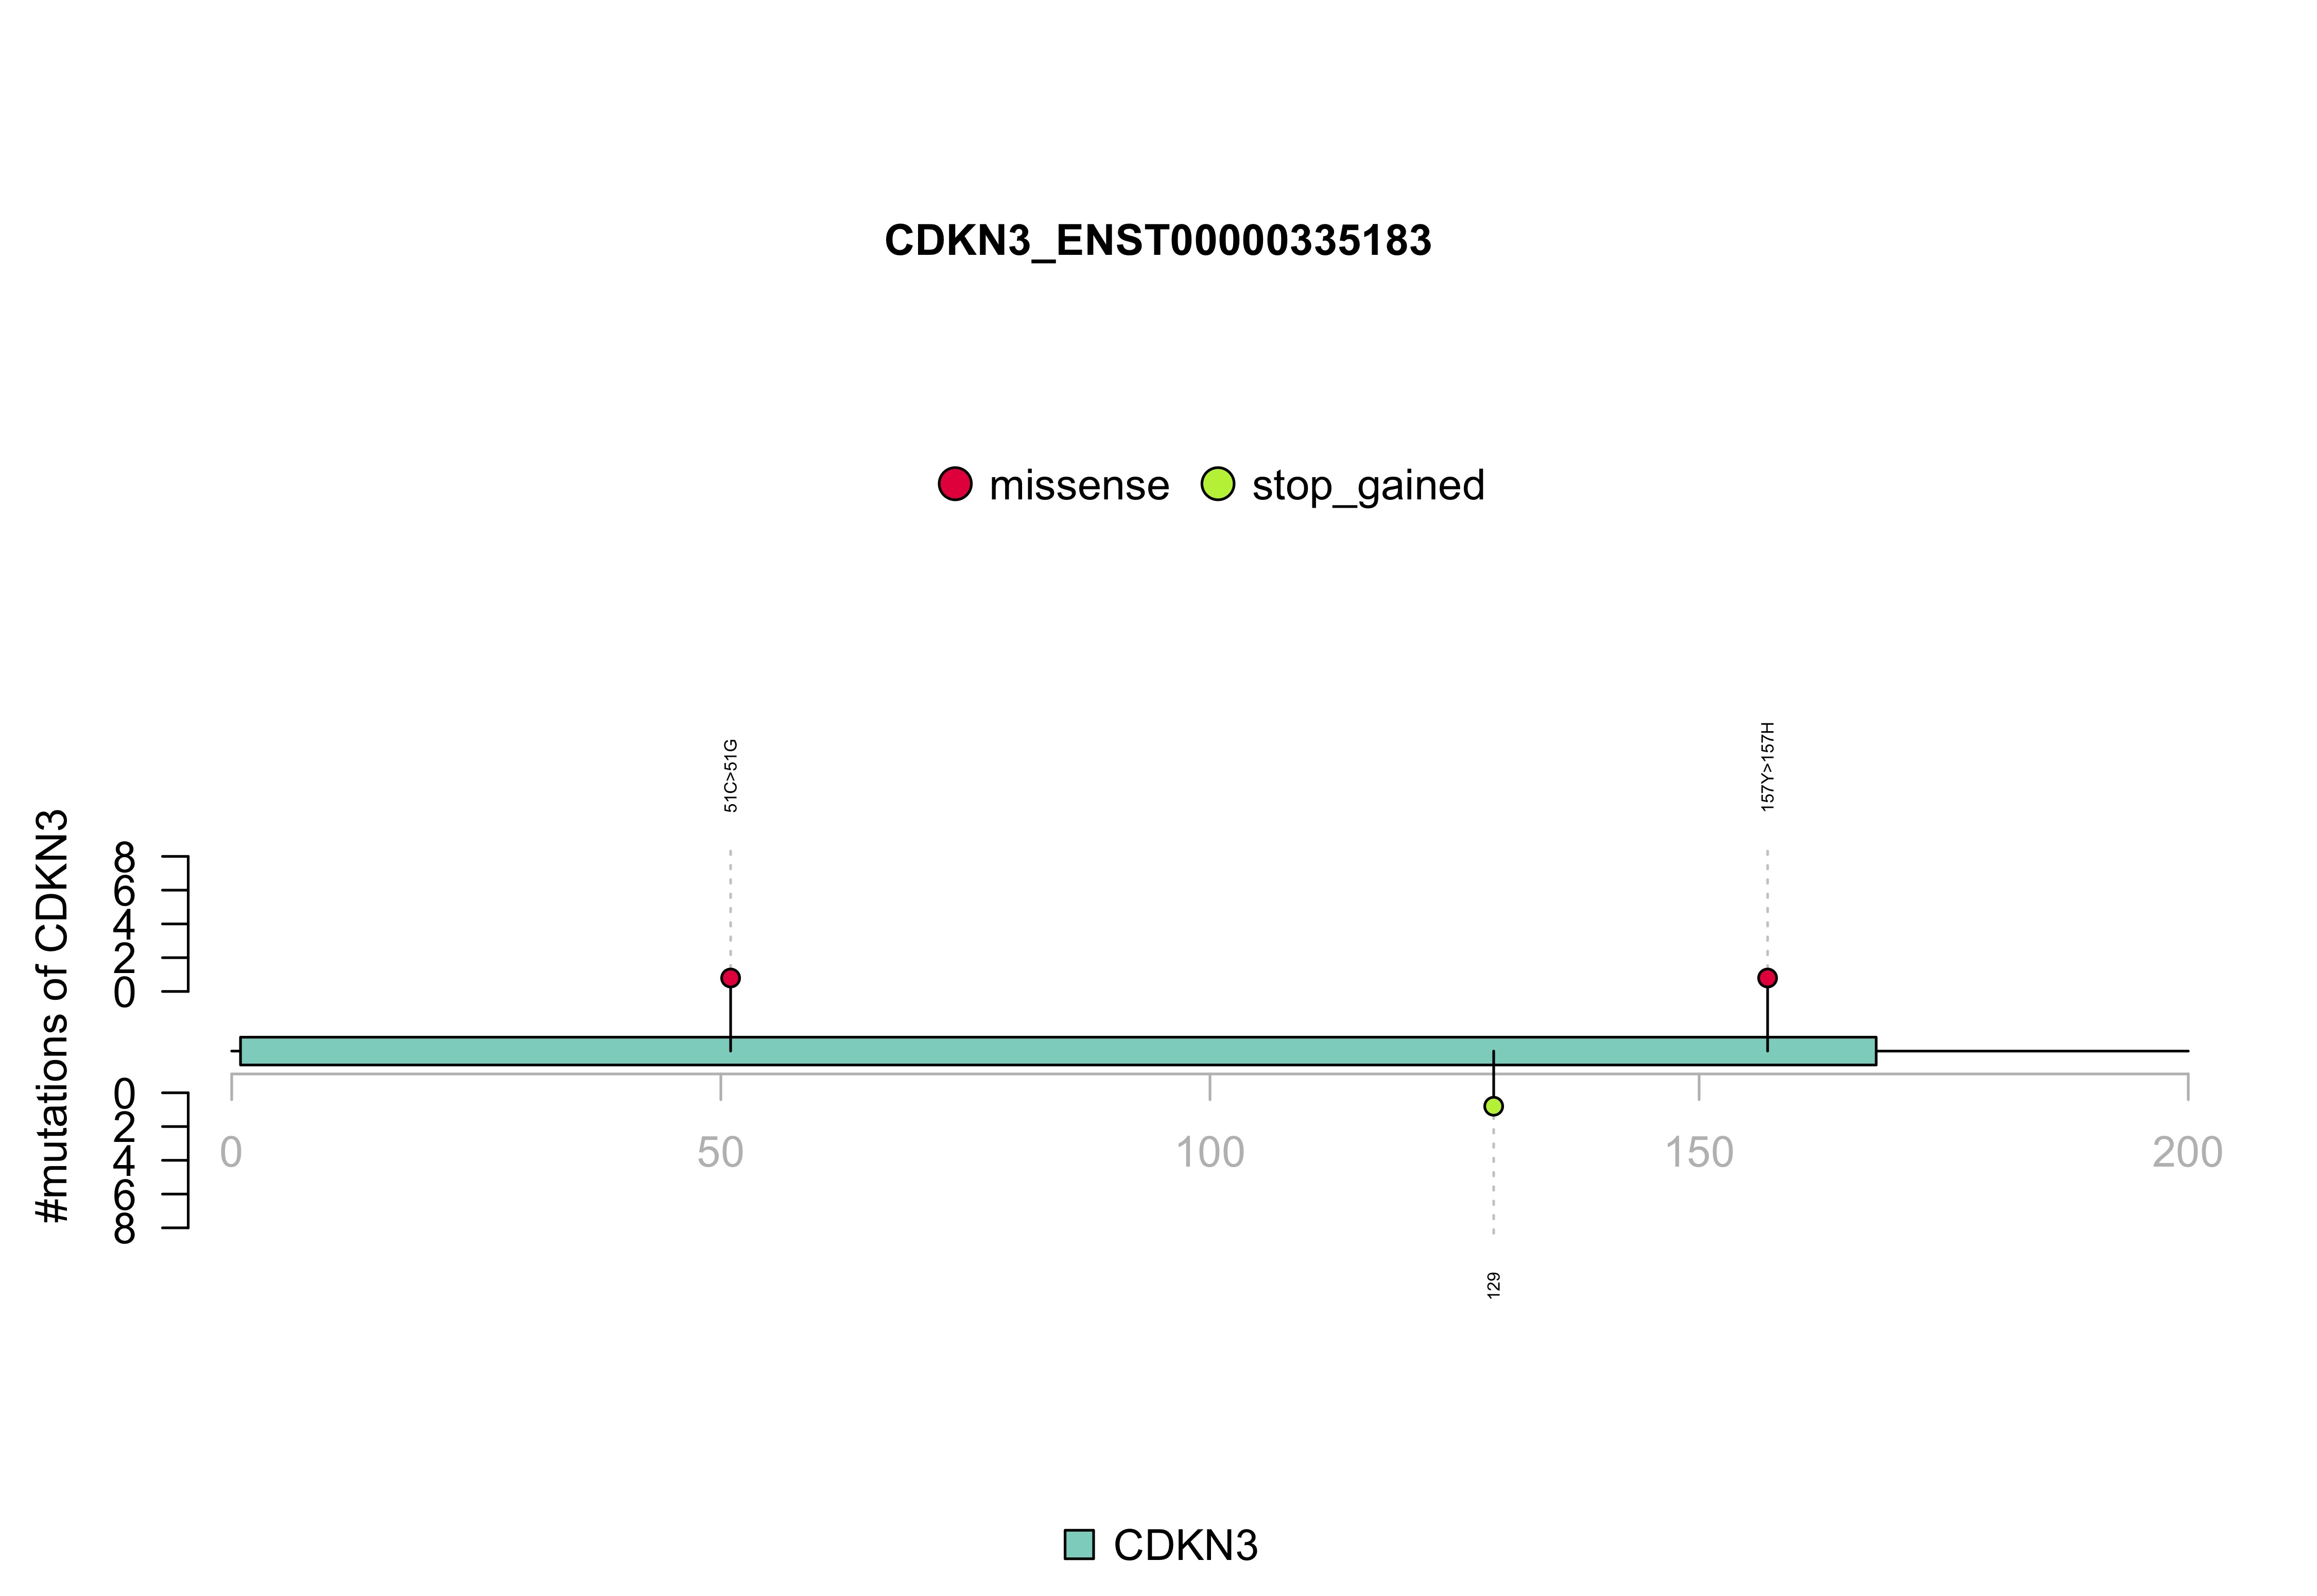 CDKN3_ENST00000335183
missense
stop_gained
51C>51G
157Y>157H
#mutations of CDKN3
8
6
4
2
0
0
2
4
6
8
0
50
100
150
200
129
CDKN3